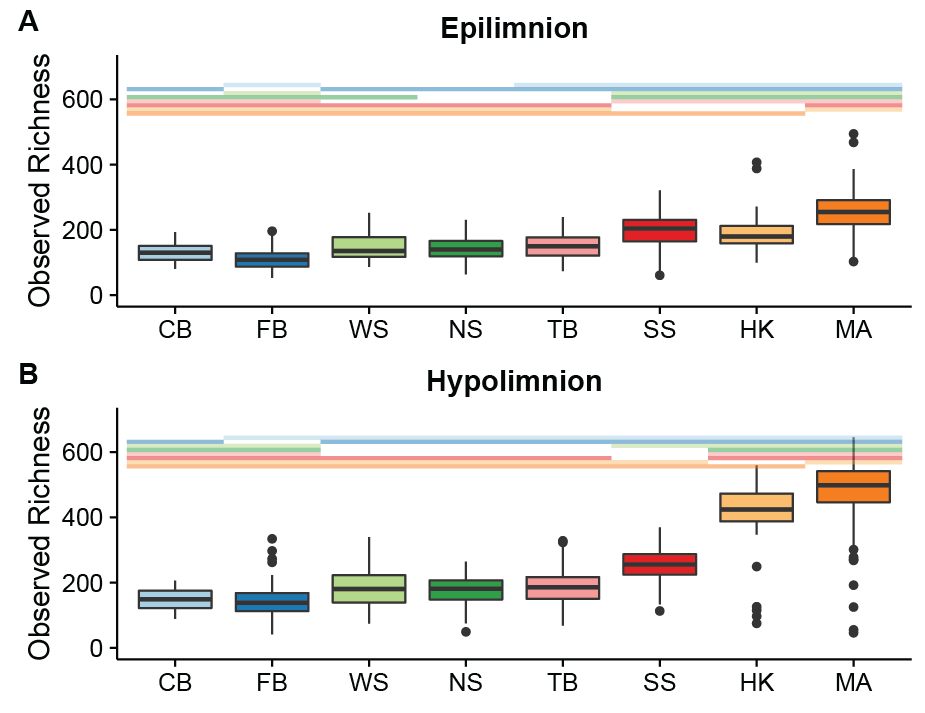 A
Epilimnion
Observed Richness
600
400
200
0
CB FB WS NS TB SS HK MA
B
Hypolimnion
Observed Richness
600
400
200
0
CB FB WS NS TB SS HK MA